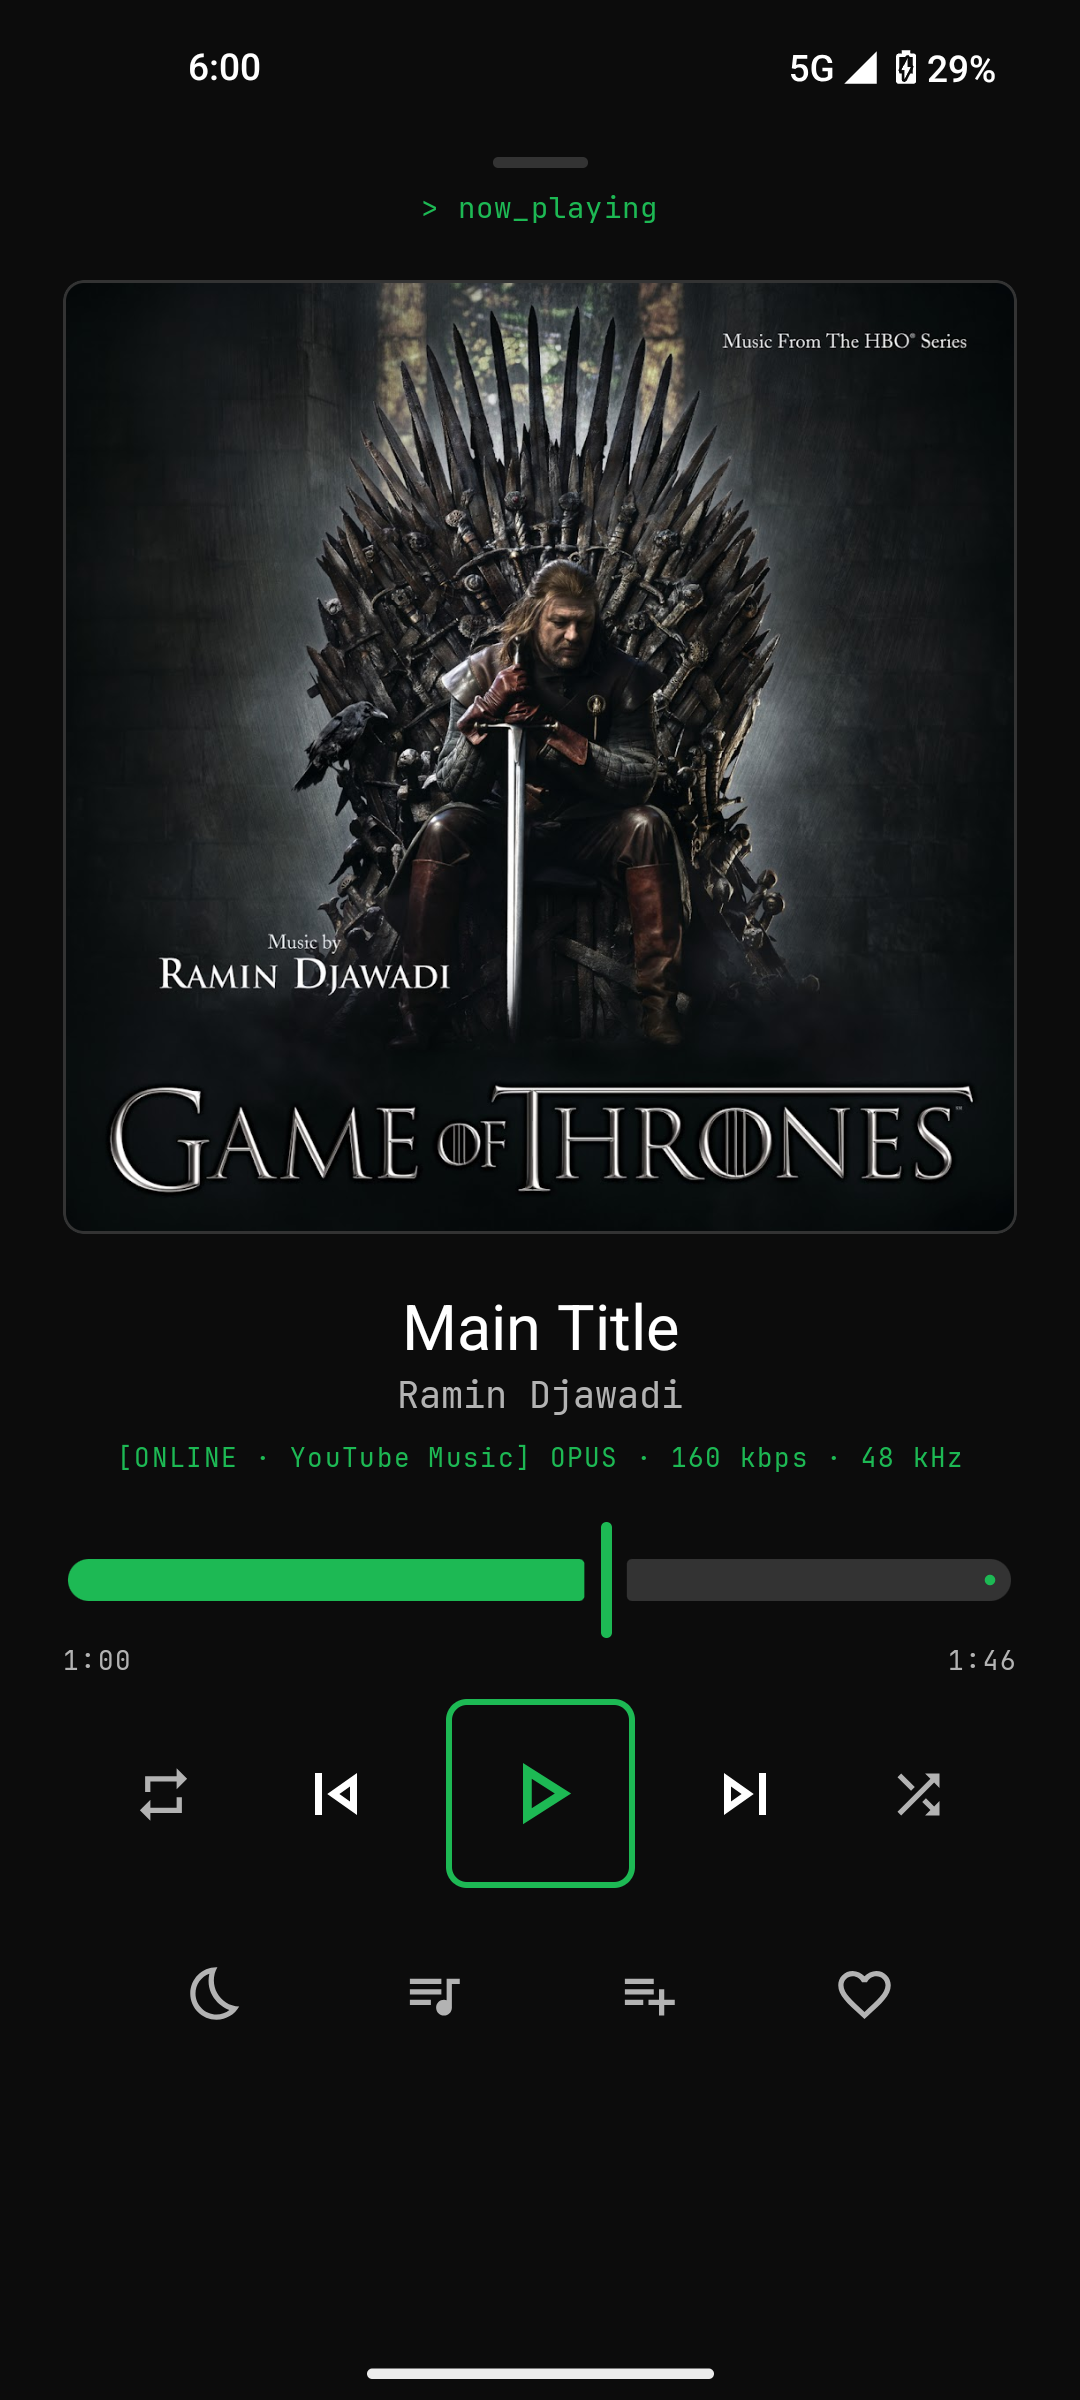 6:00
5G 29%
> now_playing
Music From The HBO® Series
Music by
RAMIN DJAWADI
GAME OF THRONES™
Main Title
Ramin Djawadi
[ONLINE · YouTube Music] OPUS · 160 kbps · 48 kHz
1:00
1:46